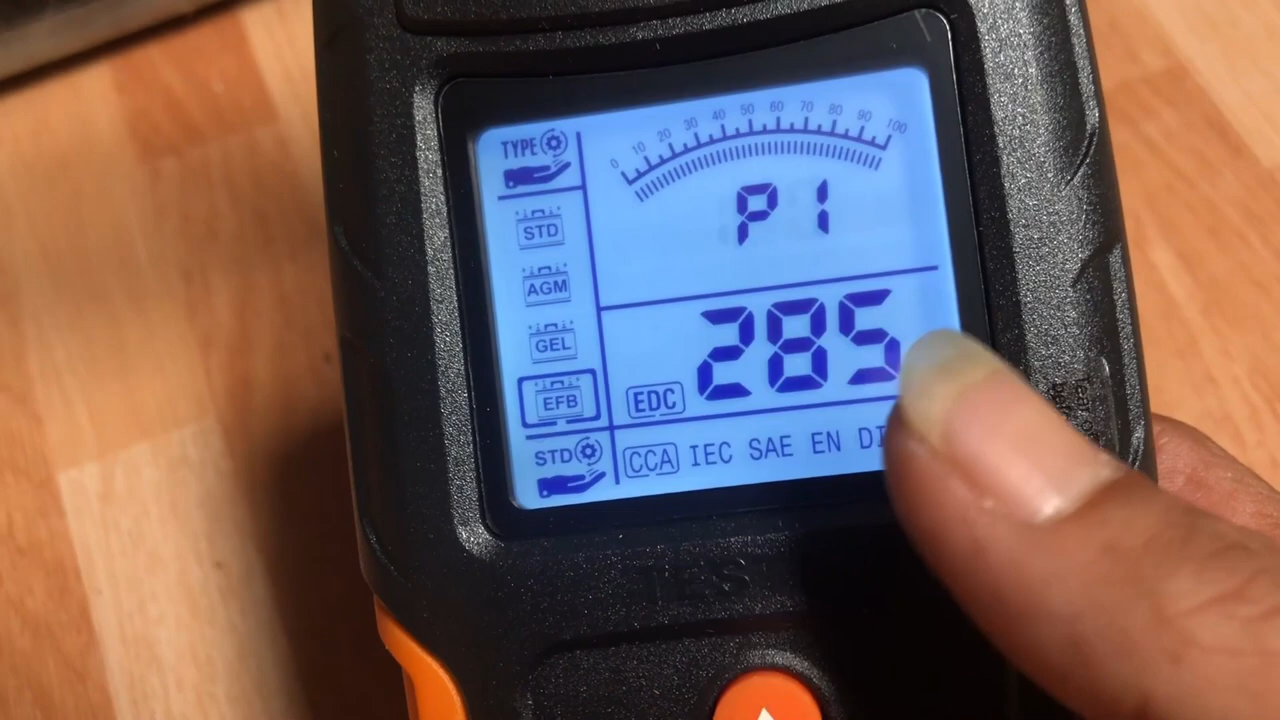 0 10 20 30 40 50 60 70 80 90 100
TYPE
P1
STD
AGM
GEL
EFB
EDC 285
STD
CCA IEC SAE EN DI
TES